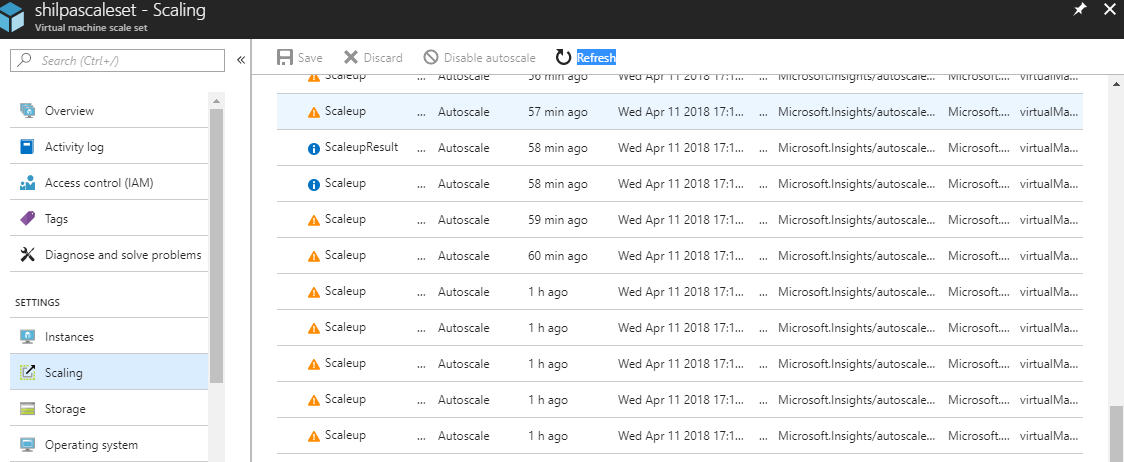 shilpascaleset - Scaling
Virtual machine scale set
Search (Ctrl+/)
«
Overview
Activity log
Access control (IAM)
Tags
Diagnose and solve problems
SETTINGS
Instances
Scaling
Storage
Operating system
Save Discard Disable autoscale Refresh
Scaleup ... Autoscale 56 min ago Wed Apr 11 2018 17:1... ... Microsoft.Insights/autoscale... Microsoft.... virtualMa...
Scaleup ... Autoscale 57 min ago Wed Apr 11 2018 17:1... ... Microsoft.Insights/autoscale... Microsoft.... virtualMa...
ScaleupResult ... Autoscale 58 min ago Wed Apr 11 2018 17:1... ... Microsoft.Insights/autoscale... Microsoft.... virtualMa...
Scaleup ... Autoscale 58 min ago Wed Apr 11 2018 17:1... ... Microsoft.Insights/autoscale... Microsoft.... virtualMa...
Scaleup ... Autoscale 59 min ago Wed Apr 11 2018 17:1... ... Microsoft.Insights/autoscale... Microsoft.... virtualMa...
Scaleup ... Autoscale 60 min ago Wed Apr 11 2018 17:1... ... Microsoft.Insights/autoscale... Microsoft.... virtualMa...
Scaleup ... Autoscale 1 h ago Wed Apr 11 2018 17:1... ... Microsoft.Insights/autoscale... Microsoft.... virtualMa...
Scaleup ... Autoscale 1 h ago Wed Apr 11 2018 17:1... ... Microsoft.Insights/autoscale... Microsoft.... virtualMa...
Scaleup ... Autoscale 1 h ago Wed Apr 11 2018 17:1... ... Microsoft.Insights/autoscale... Microsoft.... virtualMa...
Scaleup ... Autoscale 1 h ago Wed Apr 11 2018 17:1... ... Microsoft.Insights/autoscale... Microsoft.... virtualMa...
Scaleup ... Autoscale 1 h ago Wed Apr 11 2018 17:1... ... Microsoft.Insights/autoscale... Microsoft.... virtualMa...